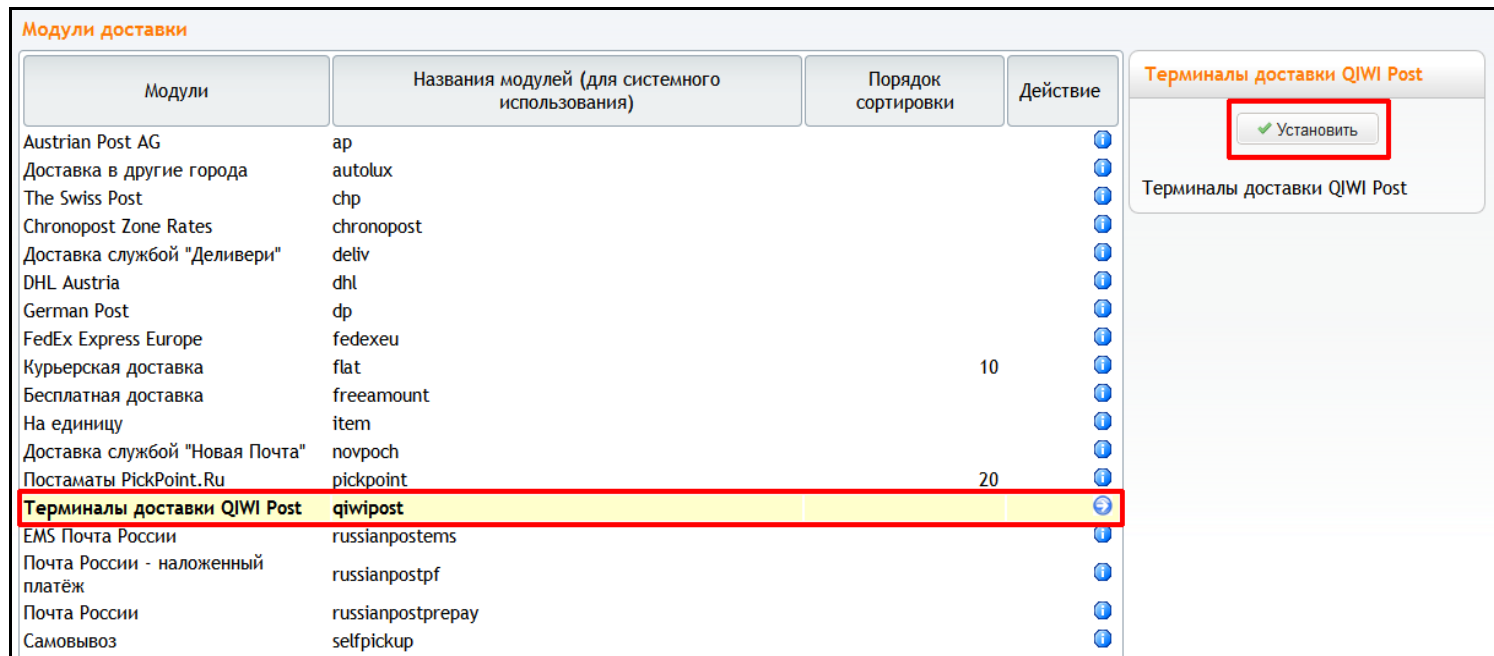 Модули доставки
Модули
Названия модулей (для системного
использования)
Порядок
сортировки
Действие
Austrian Post AG ap
Доставка в другие города autolux
The Swiss Post chp
Chronopost Zone Rates chronopost
Доставка службой "Деливери" deliv
DHL Austria dhl
German Post dp
FedEx Express Europe fedexeu
Курьерская доставка flat 10
Бесплатная доставка freeamount
На единицу item
Доставка службой "Новая Почта" novpoch
Постаматы PickPoint.Ru pickpoint 20
Терминалы доставки QIWI Post qiwipost
EMS Почта России russianpostems
Почта России - наложенный
платёж
russianpostpf
Почта России russianpostprepay
Самовывоз selfpickup
Терминалы доставки QIWI Post
Установить
Терминалы доставки QIWI Post